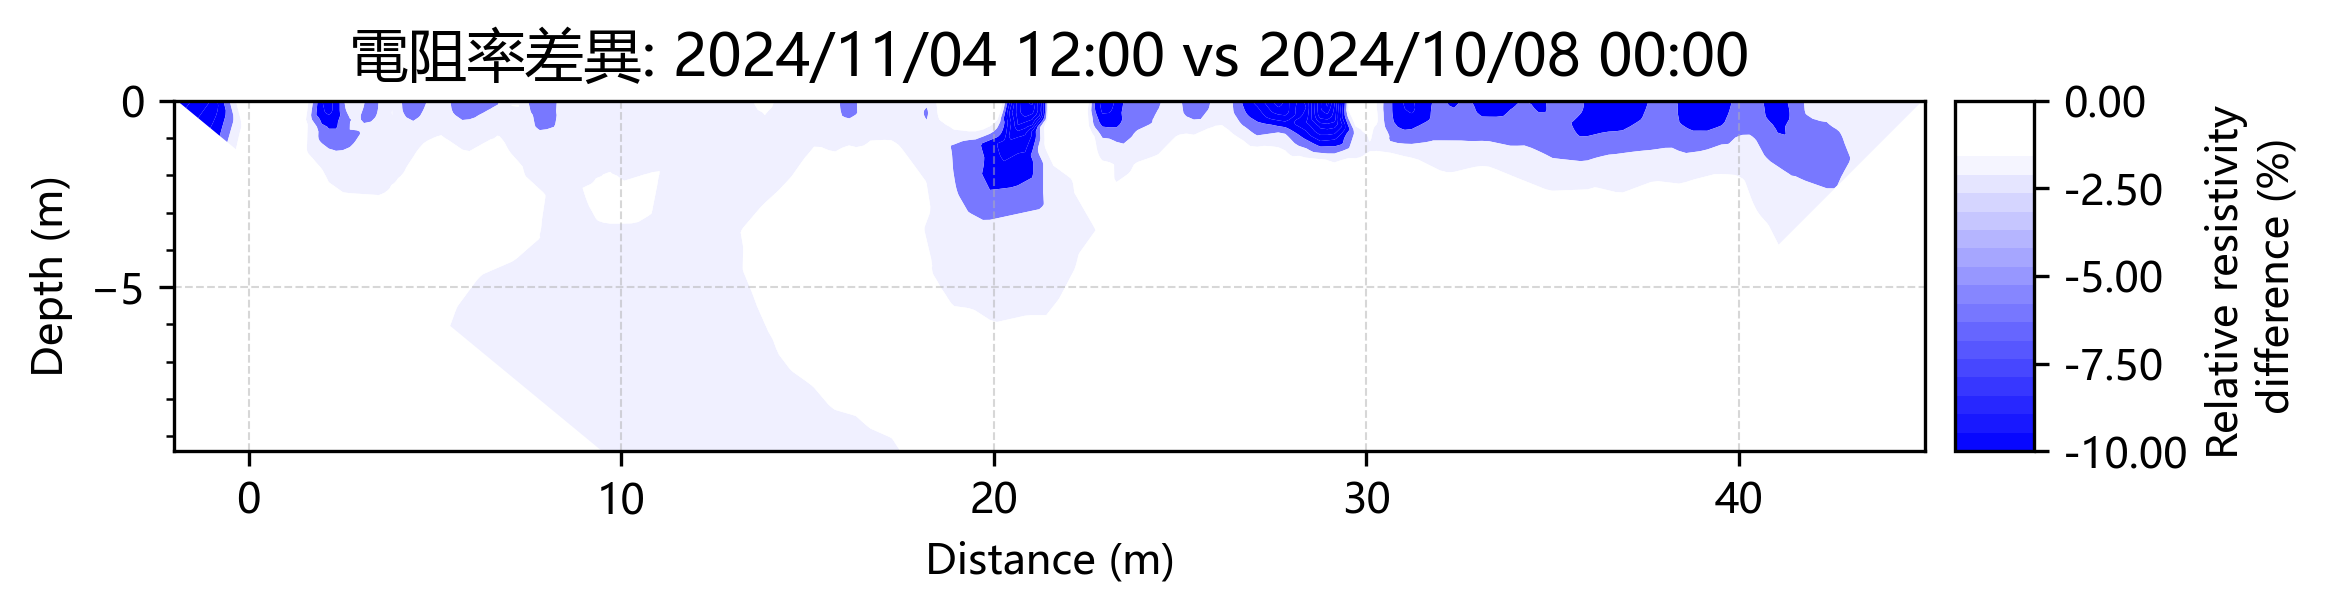 電阻率差異: 2024/11/04 12:00 vs 2024/10/08 00:00
0
−5
Depth (m)
0
10
20
30
40
Distance (m)
0.00
-2.50
-5.00
-7.50
-10.00
Relative resistivity
difference (%)